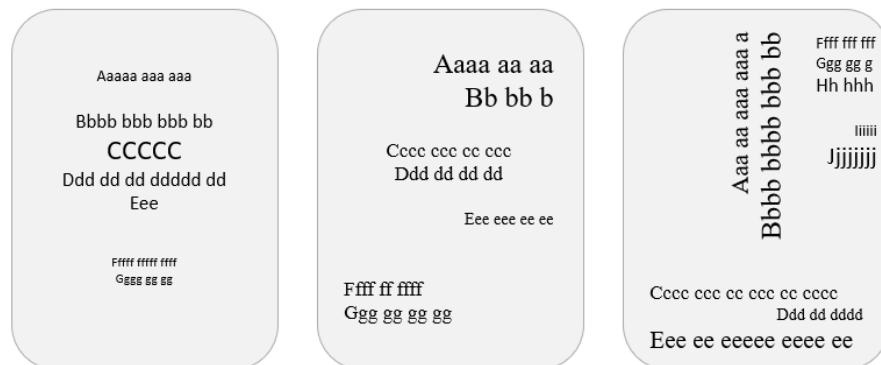 Aaaaa aaa aaa
Bbbb bbb bbb bb
CCCCC
Ddd dd dd ddddd dd
Eee
Fffff fffff ffff
Gggg gg gg
Aaaa aa aa
Bb bb b
Cccc ccc cc ccc
Ddd dd dd dd
Eee eee ee ee
Ffff ff ffff
Ggg gg gg gg
Aaa aa aaa aaa a
Bbbb bbbb bbb bb
Ffff fff fff
Ggg gg g
Hh hhh
Iiiiii
Jjjjjjjj
Cccc ccc cc ccc cc cccc
Ddd dd dddd
Eee ee eeeee eeee ee